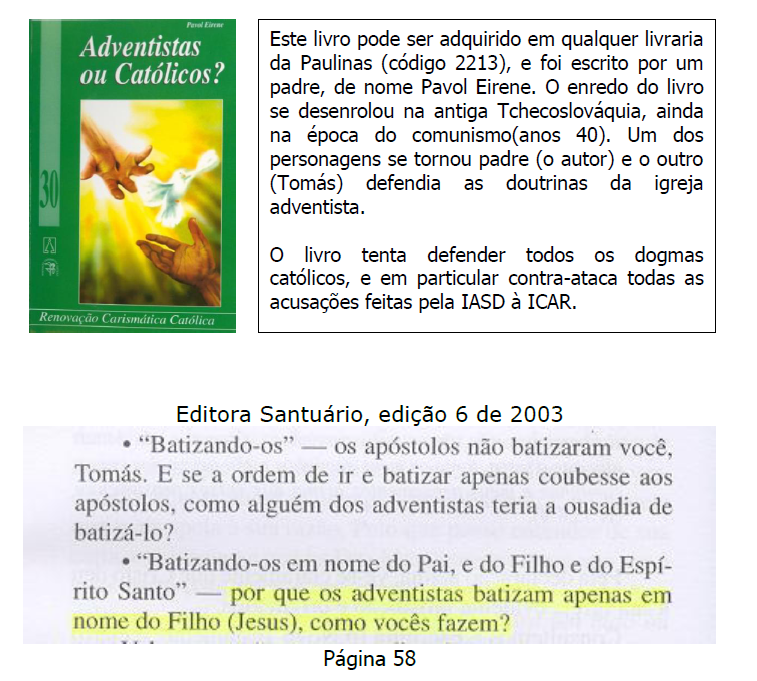 Pavol Eirene
Adventistas
ou Católicos?
30
Renovação Carismática Católica
Este livro pode ser adquirido em qualquer livraria
da Paulinas (código 2213), e foi escrito por um
padre, de nome Pavol Eirene. O enredo do livro
se desenrolou na antiga Tchecoslováquia, ainda
na época do comunismo(anos 40). Um dos
personagens se tornou padre (o autor) e o outro
(Tomás) defendia as doutrinas da igreja
adventista.
O livro tenta defender todos os dogmas
católicos, e em particular contra-ataca todas as
acusações feitas pela IASD à ICAR.
Editora Santuário, edição 6 de 2003
• “Batizando-os” — os apóstolos não batizaram você,
Tomás. E se a ordem de ir e batizar apenas coubesse aos
apóstolos, como alguém dos adventistas teria a ousadia de
batizá-lo?
• “Batizando-os em nome do Pai, e do Filho e do Espí-
rito Santo” — por que os adventistas batizam apenas em
nome do Filho (Jesus), como vocês fazem?
Página 58